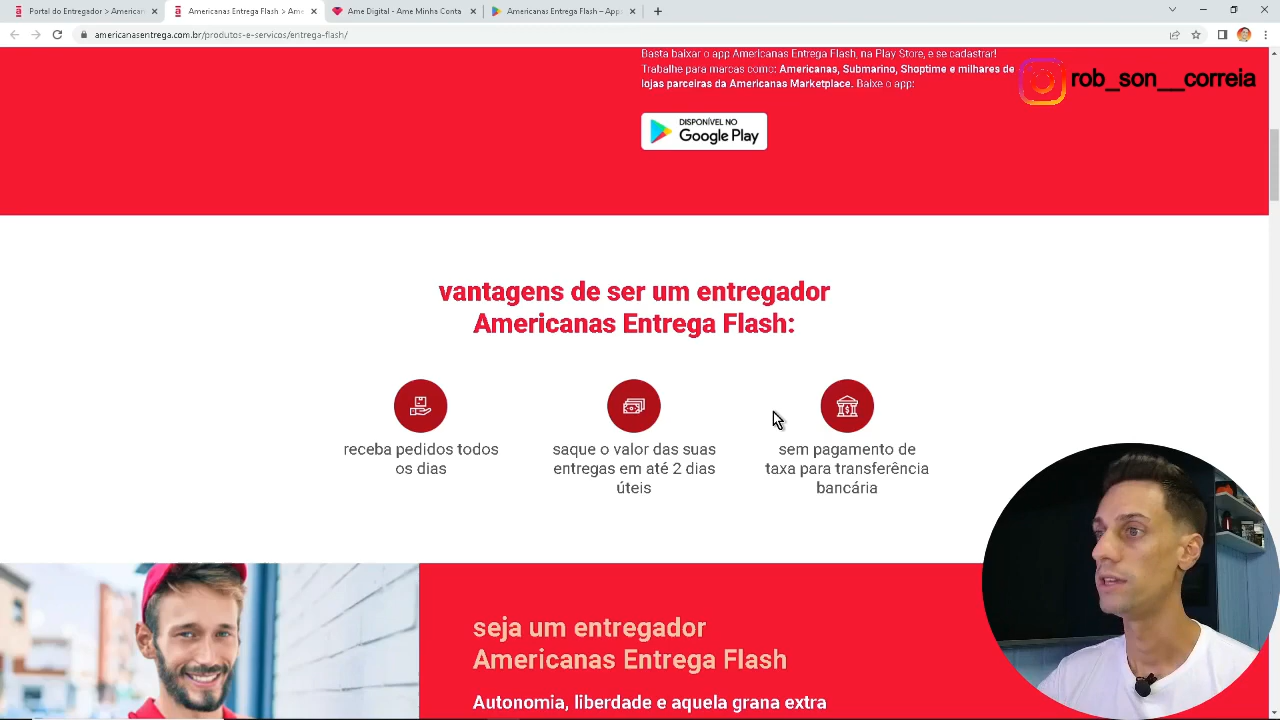 Portal do Entregador > American
Americanas Entrega Flash > Ame
Ame Digital - Ame Minha Conta
Americanas Entrega Flash – Apps
americanasentrega.com.br/produtos-e-servicos/entrega-flash/
Basta baixar o app Americanas Entrega Flash, na Play Store, e se cadastrar!
Trabalhe para marcas como: Americanas, Submarino, Shoptime e milhares de
lojas parceiras da Americanas Marketplace. Baixe o app:
rob_son__correia
DISPONÍVEL NO
Google Play
vantagens de ser um entregador
Americanas Entrega Flash:
receba pedidos todos
os dias
saque o valor das suas
entregas em até 2 dias
úteis
sem pagamento de
taxa para transferência
bancária
seja um entregador
Americanas Entrega Flash
Autonomia, liberdade e aquela grana extra